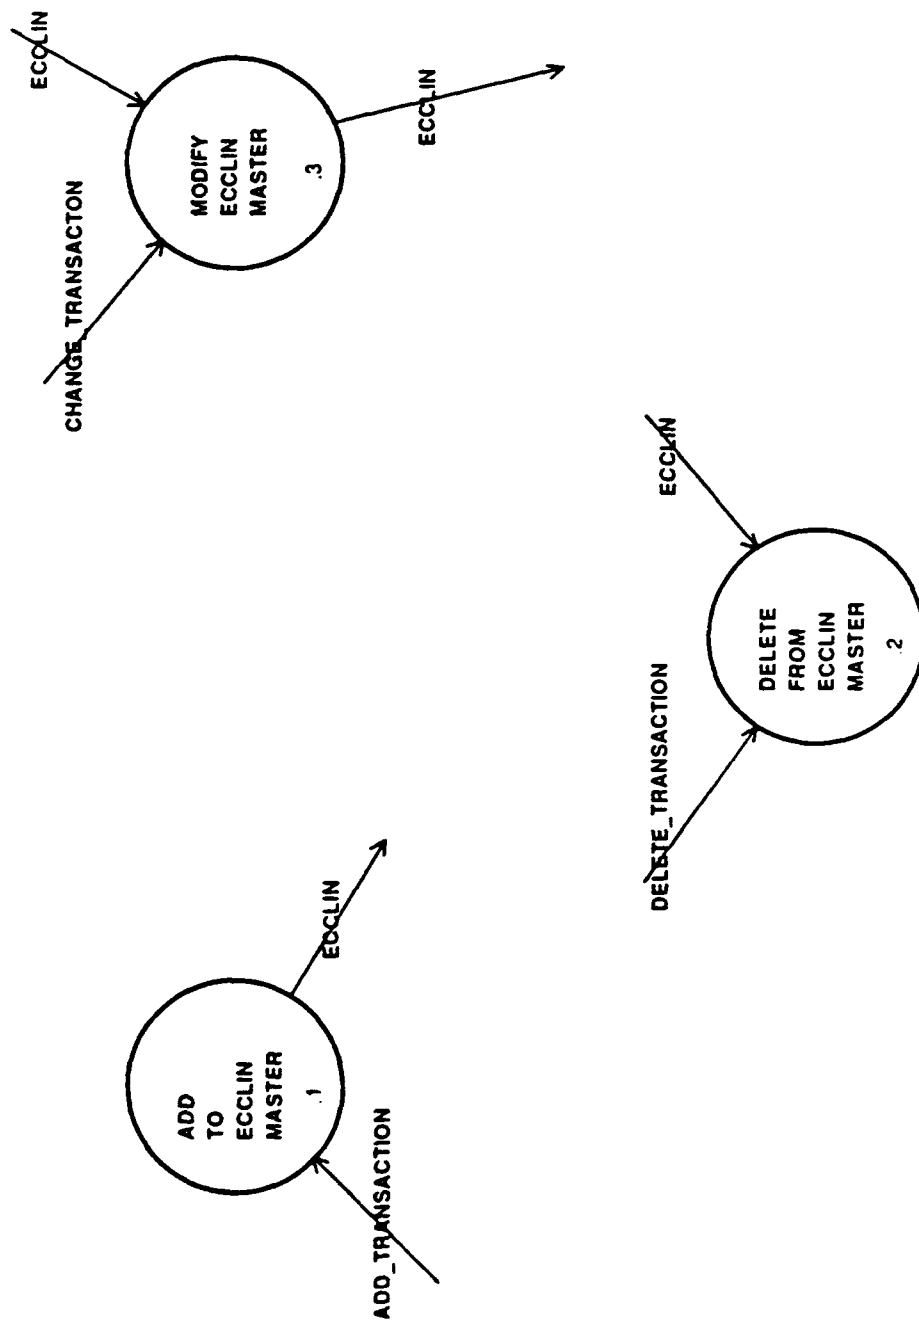 ADD
TO
ECCLIN
MASTER
.1
ADD_TRANSACTION
ECCLIN
CHANGE_TRANSACTON
ECCLIN
MODIFY
ECCLIN
MASTER
.3
ECCLIN
DELETE_TRANSACTION
ECCLIN
DELETE
FROM
ECCLIN
MASTER
.2